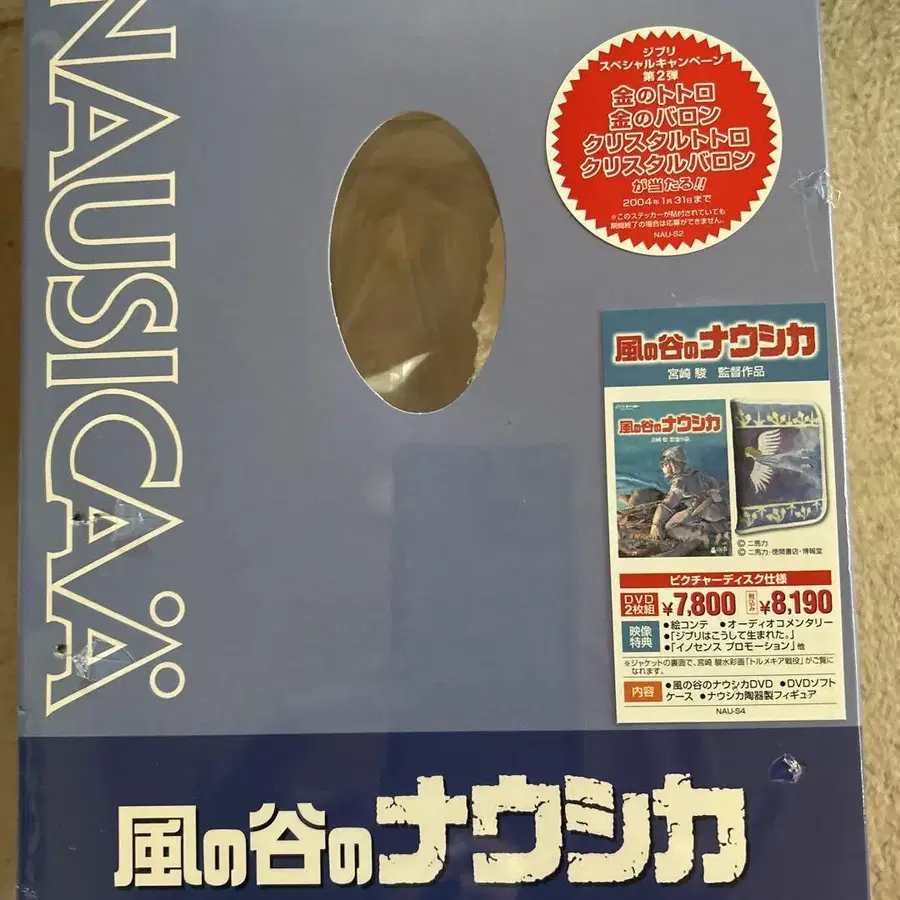 NAUSICAÄ
ジブリ
スペシャルキャンペーン
第2弾
金のトトロ
金のバロン
クリスタルトトロ
クリスタルバロン
が当たる!!
2004年1月31日まで
※このステッカーが貼付されていても
期間終了の場合は応募ができません。
NAU-S2
風の谷のナウシカ
宮崎 駿 監督作品
風の谷のナウシカ
宮崎 駿 監督作品
© 二馬力
© 二馬力・徳間書店・博報堂
ピクチャーディスク仕様
DVD 2枚組 ¥7,800 税込み ¥8,190
映像特典
●絵コンテ ●オーディオコメンタリー
●「ジブリはこうして生まれた。」
●「イノセンス プロモーション」他
※ジャケットの裏面で、宮崎 駿水彩画「トルメキア戦役」がご覧に
なれます。
内容
●風の谷のナウシカDVD ●DVDソフト
ケース ●ナウシカ陶器製フィギュア
NAU-S4
風の谷のナウシカ